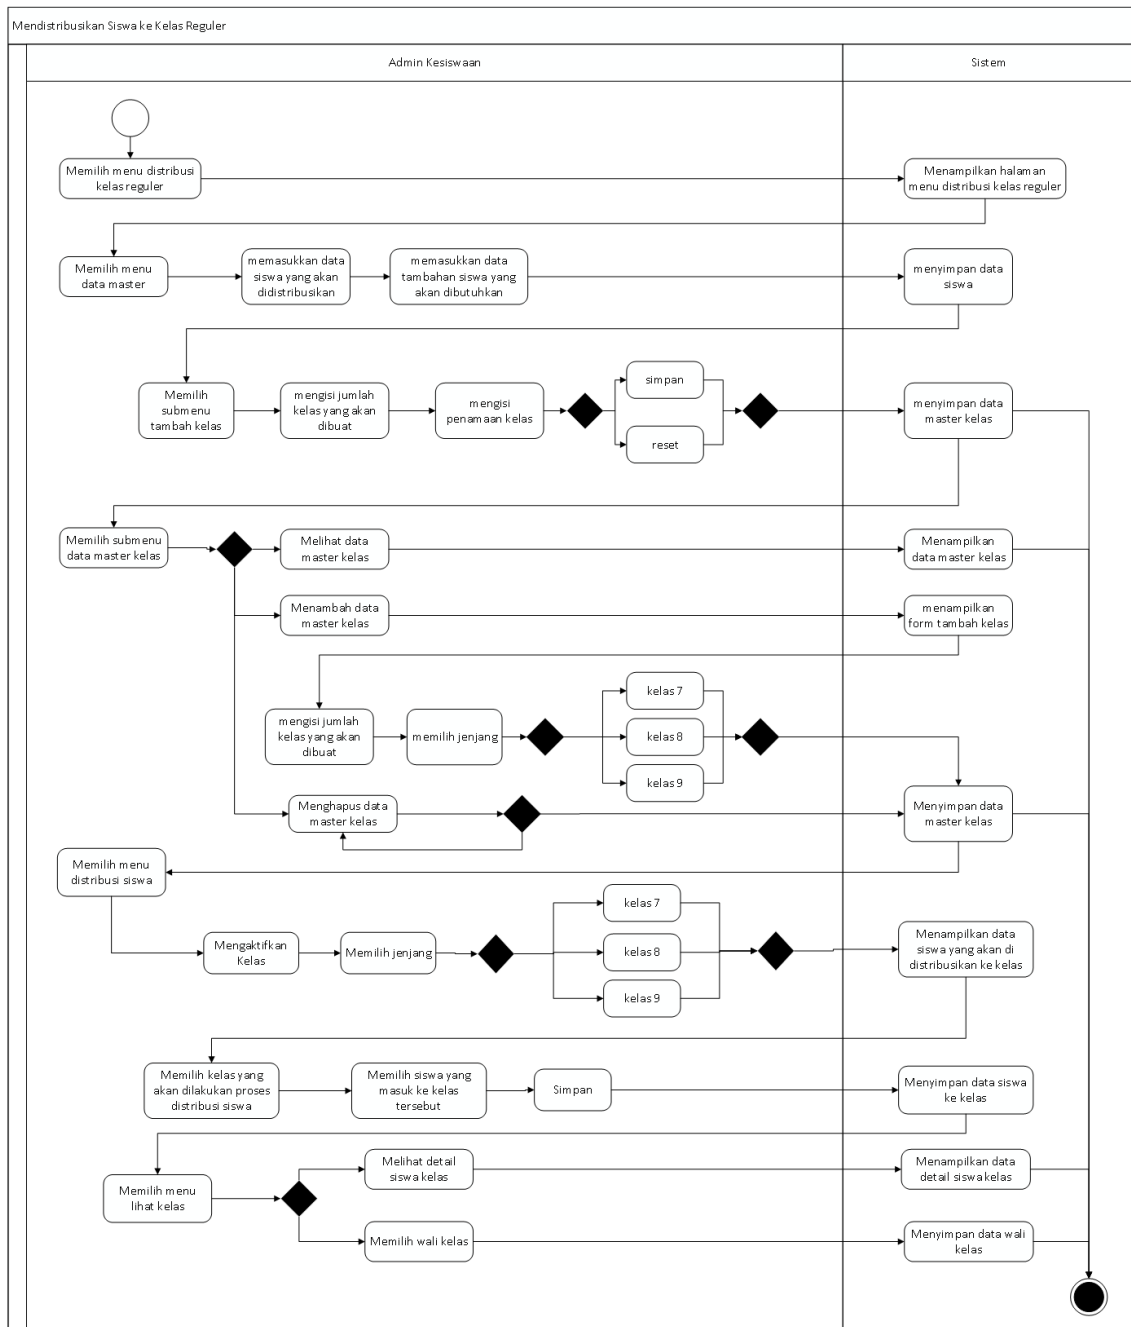 Mendistribusikan Siswa ke Kelas Reguler
Admin Kesiswaan
Sistem
Memilih menu distribusi
kelas reguler
Menampilkan halaman
menu distribusi kelas reguler
Memilih menu
data master
memasukkan data
siswa yang akan
didistribusikan
memasukkan data
tambahan siswa yang
akan dibutuhkan
menyimpan data
siswa
Memilih
submenu
tambah kelas
mengisi jumlah
kelas yang akan
dibuat
mengisi
penamaan kelas
simpan
reset
menyimpan data
master kelas
Memilih submenu
data master kelas
Melihat data
master kelas
Menampilkan
data master kelas
Menambah data
master kelas
menampilkan
form tambah kelas
mengisi jumlah
kelas yang akan
dibuat
memilih jenjang
kelas 7
kelas 8
kelas 9
Menghapus data
master kelas
Menyimpan data
master kelas
Memilih menu
distribusi siswa
Mengaktifkan
Kelas
Memilih jenjang
kelas 7
kelas 8
kelas 9
Menampilkan data
siswa yang akan di
distribusikan ke kelas
Memilih kelas yang
akan dilakukan proses
distribusi siswa
Memilih siswa yang
masuk ke kelas
tersebut
Simpan
Menyimpan data siswa
ke kelas
Memilih menu
lihat kelas
Melihat detail
siswa kelas
Menampilkan data
detail siswa kelas
Memilih wali kelas
Menyimpan data wali
kelas